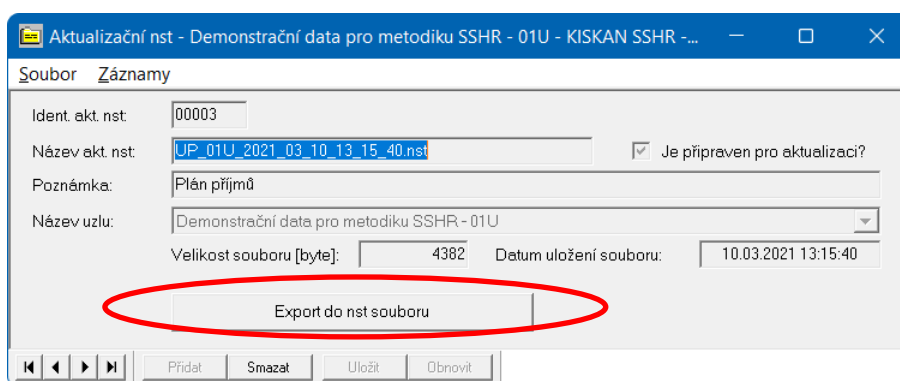 Aktualizační nst - Demonstrační data pro metodiku SSHR - 01U - KISKAN SSHR -...
Soubor Záznamy
Ident. akt. nst: 00003
Název akt. nst: UP_01U_2021_03_10_13_15_40.nst Je připraven pro aktualizaci?
Poznámka: Plán příjmů
Název uzlu: Demonstrační data pro metodiku SSHR - 01U
Velikost souboru [byte]: 4382 Datum uložení souboru: 10.03.2021 13:15:40
Export do nst souboru
Přidat Smazat Uložit Obnovit